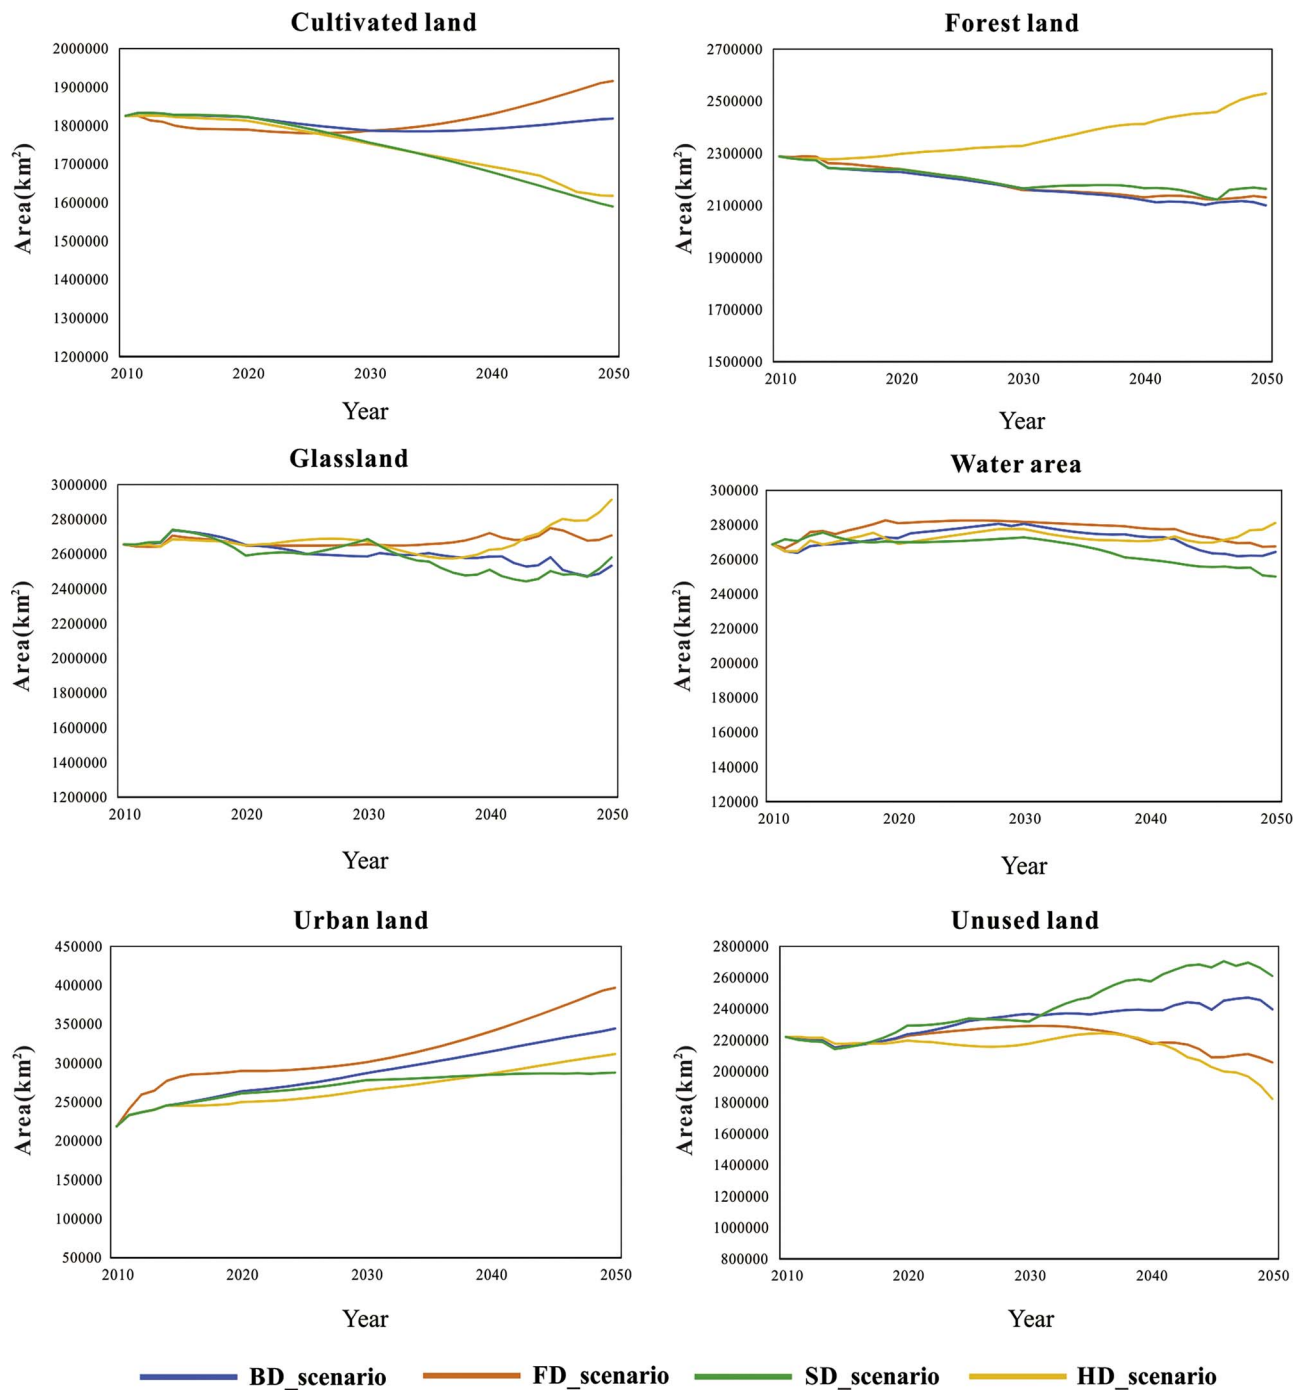 Cultivated land
Area(km²)
2000000
1900000
1800000
1700000
1600000
1500000
1400000
1300000
1200000
2010 2020 2030 2040 2050
Year
Forest land
Area(km²)
2700000
2500000
2300000
2100000
1900000
1700000
1500000
2010 2020 2030 2040 2050
Year
Glassland
Area(km²)
3000000
2800000
2600000
2400000
2200000
2000000
1800000
1600000
1400000
1200000
2010 2020 2030 2040 2050
Year
Water area
Area(km²)
300000
280000
260000
240000
220000
200000
180000
160000
140000
120000
2010 2020 2030 2040 2050
Year
Urban land
Area(km²)
450000
400000
350000
300000
250000
200000
150000
100000
50000
2010 2020 2030 2040 2050
Year
Unused land
Area(km²)
2800000
2600000
2400000
2200000
2000000
1800000
1600000
1400000
1200000
1000000
800000
2010 2020 2030 2040 2050
Year
BD_scenario FD_scenario SD_scenario HD_scenario